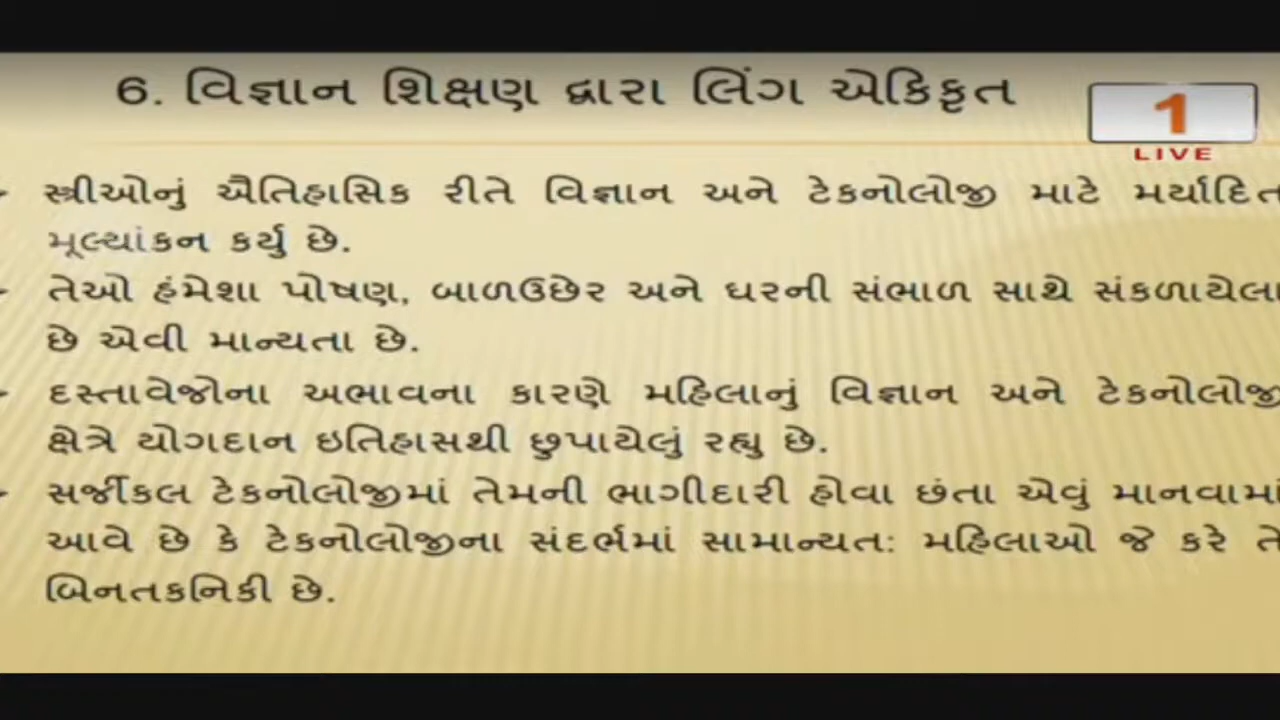 6. વિજ્ઞાન શિક્ષણ દ્વારા લિંગ એકિકૃત
1
LIVE
સ્ત્રીઓનું ઐતિહાસિક રીતે વિજ્ઞાન અને ટેકનોલોજી માટે મર્યાદિત
મૂલ્યાંકન કર્યુ છે.
તેઓ હંમેશા પોષણ, બાળઉછેર અને ઘરની સંભાળ સાથે સંકળાયેલા
છે એવી માન્યતા છે.
દસ્તાવેજોના અભાવના કારણે મહિલાનું વિજ્ઞાન અને ટેકનોલોજી
ક્ષેત્રે યોગદાન ઇતિહાસથી છુપાયેલું રહ્યુ છે.
સર્જીકલ ટેકનોલોજીમાં તેમની ભાગીદારી હોવા છંતા એવું માનવામાં
આવે છે કે ટેકનોલોજીના સંદર્ભમાં સામાન્યત: મહિલાઓ જે કરે તે
બિનતકનિકી છે.